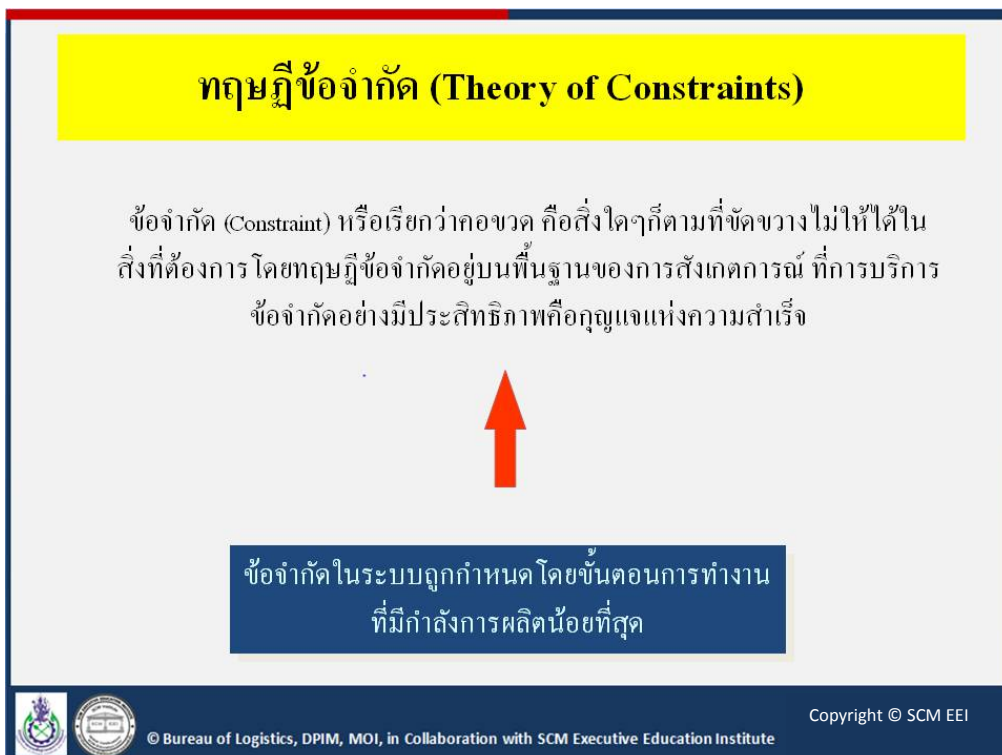 ทฤษฎีข้อจำกัด (Theory of Constraints)
ข้อจำกัด (Constraint) หรือเรียกว่าคอขวด คือสิ่งใดๆก็ตามที่ขัดขวางไม่ให้ได้ใน
สิ่งที่ต้องการ โดยทฤษฎีข้อจำกัดอยู่บนพื้นฐานของการสังเกตการณ์ ที่การบริการ
ข้อจำกัดอย่างมีประสิทธิภาพคือกุญแจแห่งความสำเร็จ
ข้อจำกัดในระบบถูกกำหนดโดยขั้นตอนการทำงาน
ที่มีกำลังการผลิตน้อยที่สุด
Copyright © SCM EEI
© Bureau of Logistics, DPIM, MOI, in Collaboration with SCM Executive Education Institute